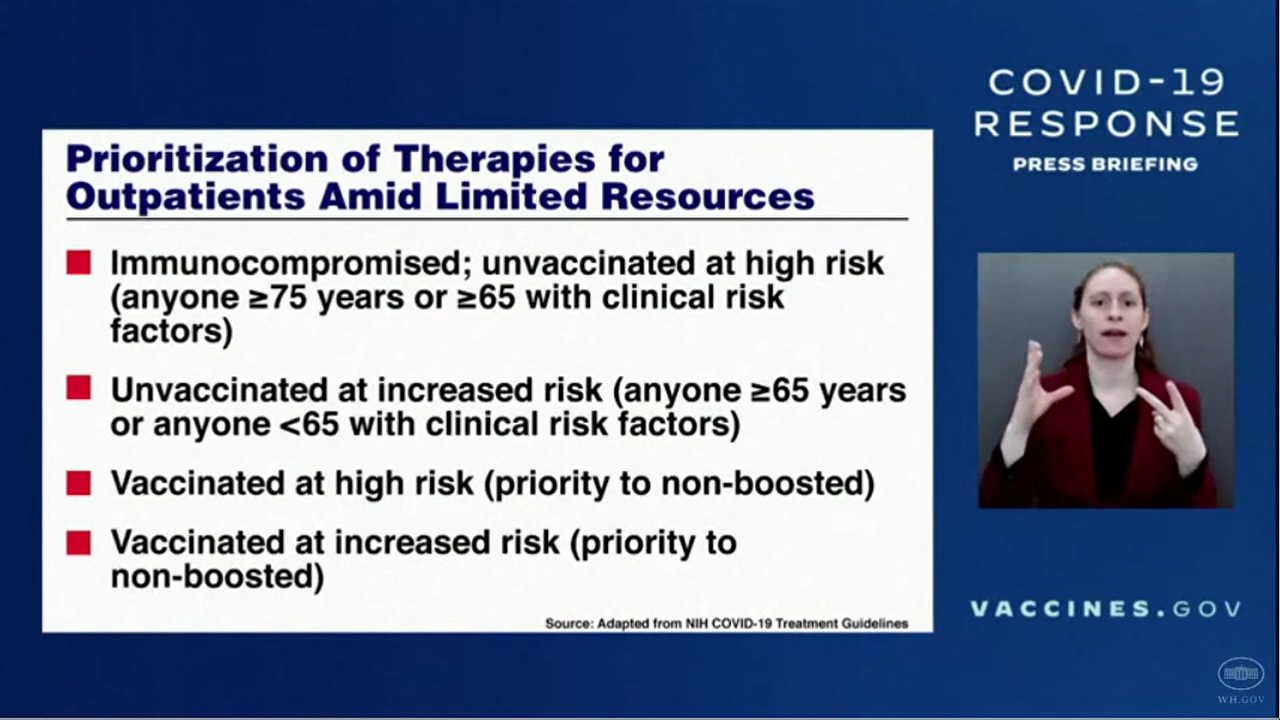 Prioritization of Therapies for
Outpatients Amid Limited Resources
Immunocompromised; unvaccinated at high risk
(anyone ≥75 years or ≥65 with clinical risk
factors)
Unvaccinated at increased risk (anyone ≥65 years
or anyone <65 with clinical risk factors)
Vaccinated at high risk (priority to non-boosted)
Vaccinated at increased risk (priority to
non-boosted)
Source: Adapted from NIH COVID-19 Treatment Guidelines
COVID-19
RESPONSE
PRESS BRIEFING
VACCINES.GOV
WH.GOV